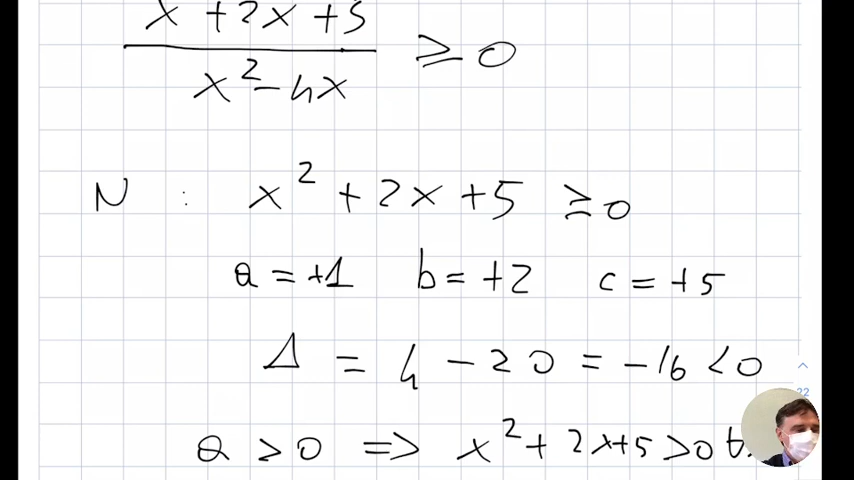 x + 2x + 5
x² - 4x ≥ 0
N : x² + 2x + 5 ≥ 0
a = +1 b = +2 c = +5
Δ = 4 - 20 = -16 < 0
22
a > 0 => x² + 2x + 5 > 0